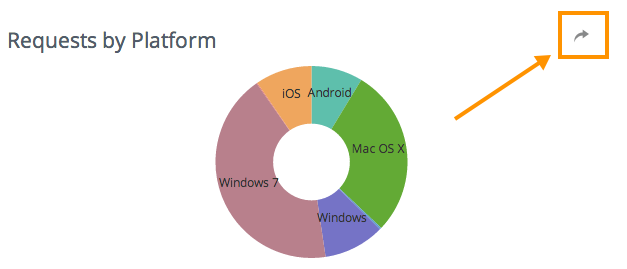 Requests by Platform
iOS
Android
Mac OS X
Windows 7
Windows